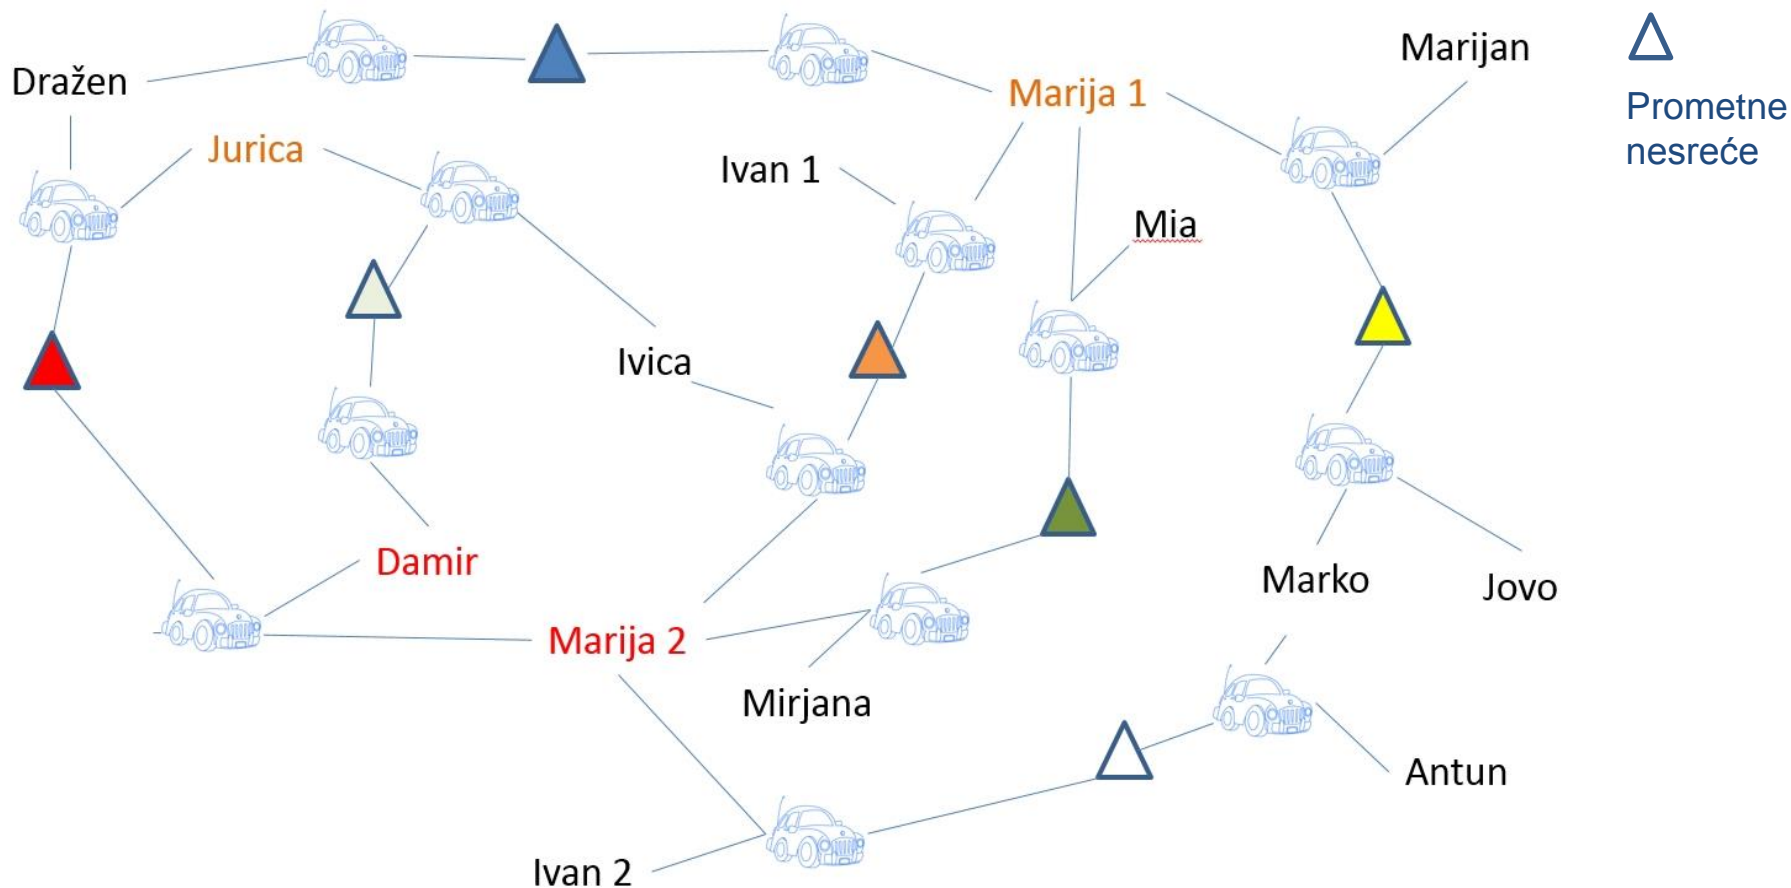 Marijan
Dražen
Marija 1
Prometne
nesreće
Jurica
Ivan 1
Mia
Ivica
Damir
Marko
Jovo
Marija 2
Mirjana
Antun
Ivan 2